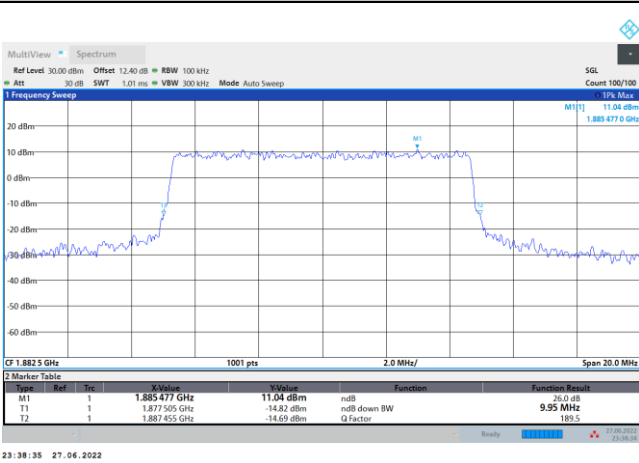 MultiView Spectrum
Ref Level 30.00 dBm Offset 12.40 dB RBW 100 kHz SGL
Att 30 dB SWT 1.01 ms VBW 300 kHz Mode Auto Sweep Count 100/100
1 Frequency Sweep 1Pk Max
M1[1] 11.04 dBm
1.885 477 0 GHz
20 dBm
M1
10 dBm
0 dBm
-10 dBm
T1 T2
-20 dBm
-30 dBm
-40 dBm
-50 dBm
-60 dBm
CF 1.882 5 GHz 1001 pts 2.0 MHz/ Span 20.0 MHz
2 Marker Table
Type Ref Trc X-Value Y-Value Function Function Result
M1 1 1.885 477 GHz 11.04 dBm ndB 26.0 dB
T1 1 1.877 505 GHz -14.82 dBm ndB down BW 9.95 MHz
T2 1 1.887 455 GHz -14.69 dBm Q Factor 189.5
Ready 27.06.2022
23:38:34
23:38:35 27.06.2022